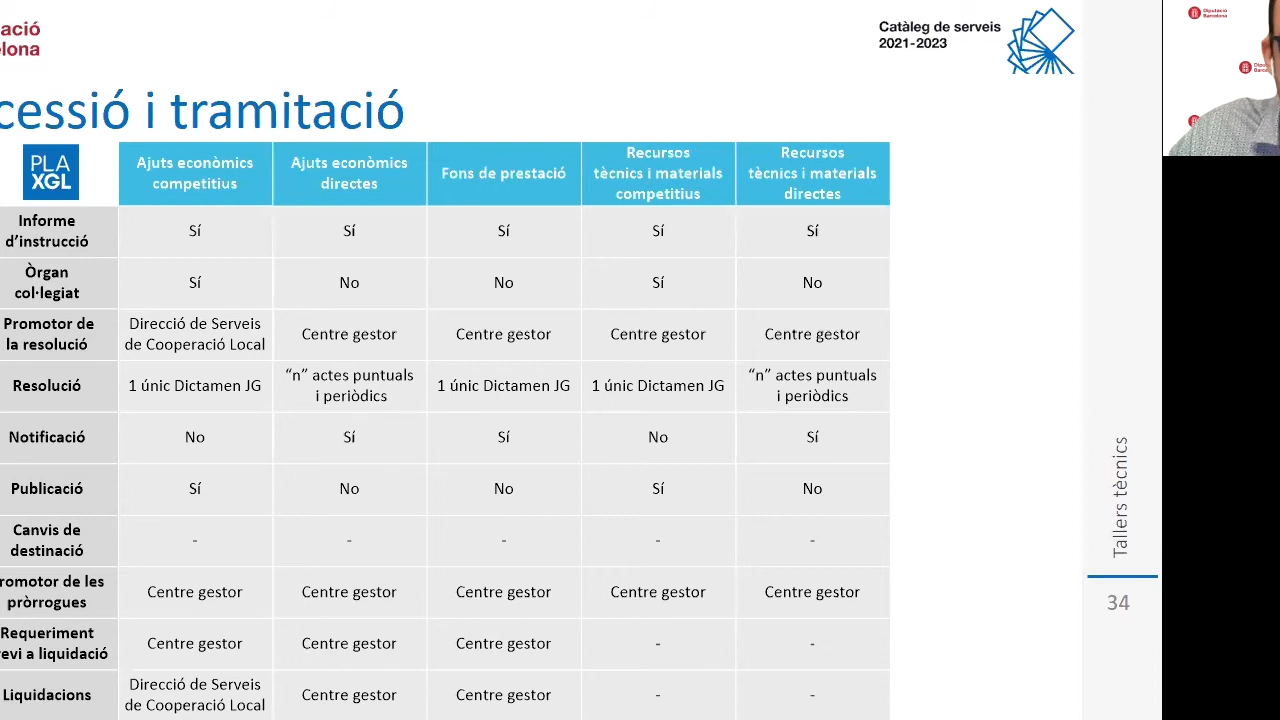 ació
elona
Catàleg de serveis
2021-2023
cessió i tramitació
PLA
XGL
Ajuts econòmics
competitius
Ajuts econòmics
directes
Fons de prestació
Recursos
tècnics i materials
competitius
Recursos
tècnics i materials
directes
Informe
d’instrucció
Sí
Sí
Sí
Sí
Sí
Òrgan
col·legiat
Sí
No
No
Sí
No
Promotor de
la resolució
Direcció de Serveis
de Cooperació Local
Centre gestor
Centre gestor
Centre gestor
Centre gestor
Resolució
1 únic Dictamen JG
“n” actes puntuals
i periòdics
1 únic Dictamen JG
1 únic Dictamen JG
“n” actes puntuals
i periòdics
Notificació
No
Sí
Sí
No
Sí
Publicació
Sí
No
No
Sí
No
Canvis de
destinació
-
-
-
-
-
romotor de les
pròrrogues
Centre gestor
Centre gestor
Centre gestor
Centre gestor
Centre gestor
Requeriment
evi a liquidació
Centre gestor
Centre gestor
Centre gestor
-
-
Liquidacions
Direcció de Serveis
de Cooperació Local
Centre gestor
Centre gestor
-
-
Tallers tècnics
34
Diputació
Barcelona